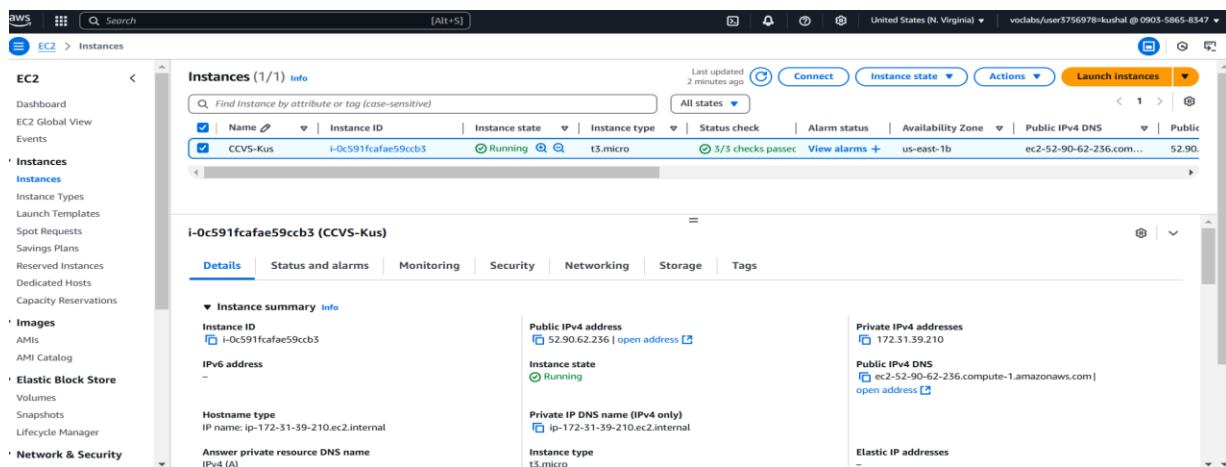 aws Search [Alt+S] United States (N. Virginia) voclabs/user3756978=kushal @ 0903-5865-8347
EC2 > Instances
EC2
Dashboard
EC2 Global View
Events
Instances
Instances
Instance Types
Launch Templates
Spot Requests
Savings Plans
Reserved Instances
Dedicated Hosts
Capacity Reservations
Images
AMIs
AMI Catalog
Elastic Block Store
Volumes
Snapshots
Lifecycle Manager
Network & Security
Instances (1/1) Info
Last updated
2 minutes ago
Connect Instance state Actions Launch instances
Find Instance by attribute or tag (case-sensitive) All states 1
Name Instance ID Instance state Instance type Status check Alarm status Availability Zone Public IPv4 DNS Public
CCVS-Kus i-0c591fcafae59ccb3 Running t3.micro 3/3 checks passec View alarms + us-east-1b ec2-52-90-62-236.com... 52.90.
i-0c591fcafae59ccb3 (CCVS-Kus)
Details Status and alarms Monitoring Security Networking Storage Tags
Instance summary Info
Instance ID
i-0c591fcafae59ccb3
Public IPv4 address
52.90.62.236 | open address
Private IPv4 addresses
172.31.39.210
IPv6 address
–
Instance state
Running
Public IPv4 DNS
ec2-52-90-62-236.compute-1.amazonaws.com |
open address
Hostname type
IP name: ip-172-31-39-210.ec2.internal
Private IP DNS name (IPv4 only)
ip-172-31-39-210.ec2.internal
Answer private resource DNS name
IPv4 (A)
Instance type
t3.micro
Elastic IP addresses
–